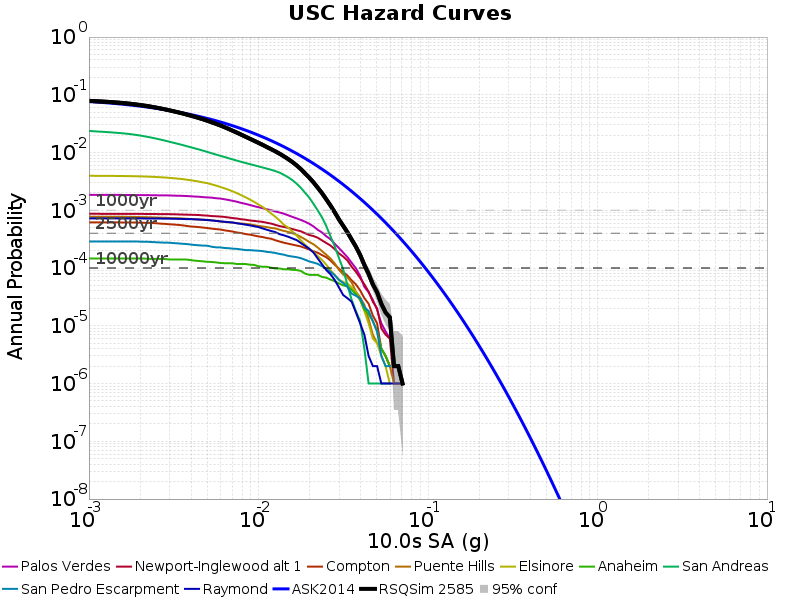 USC Hazard Curves
Annual Probability
10^0
10^-1
10^-2
10^-3
10^-4
10^-5
10^-6
10^-7
10^-8
1000yr
2500yr
10000yr
10^-3 10^-2 10^-1 10^0 10^1
10.0s SA (g)
Palos Verdes Newport-Inglewood alt 1 Compton Puente Hills Elsinore Anaheim San Andreas
San Pedro Escarpment Raymond ASK2014 RSQSim 2585 95% conf